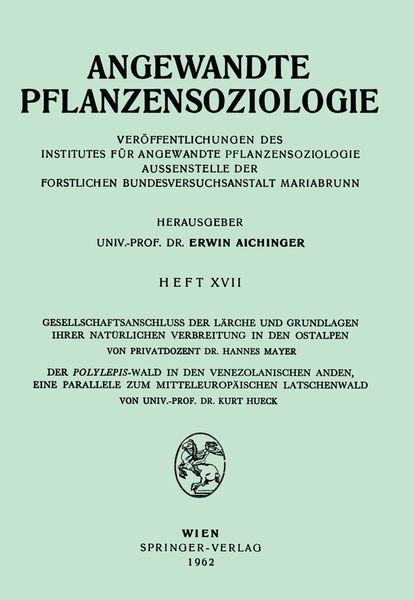 ANGEWANDTE
PFLANZENSOZIOLOGIE
VERÖFFENTLICHUNGEN DES
INSTITUTES FÜR ANGEWANDTE PFLANZENSOZIOLOGIE
AUSSENSTELLE DER
FORSTLICHEN BUNDESVERSUCHSANSTALT MARIABRUNN
HERAUSGEBER
UNIV.-PROF. DR. ERWIN AICHINGER
HEFT XVII
GESELLSCHAFTSANSCHLUSS DER LÄRCHE UND GRUNDLAGEN
IHRER NATÜRLICHEN VERBREITUNG IN DEN OSTALPEN
VON PRIVATDOZENT DR. HANNES MAYER
DER POLYLEPIS-WALD IN DEN VENEZOLANISCHEN ANDEN,
EINE PARALLELE ZUM MITTELEUROPÄISCHEN LATSCHENWALD
VON UNIV.-PROF. DR. KURT HUECK
WIEN
SPRINGER-VERLAG
1962